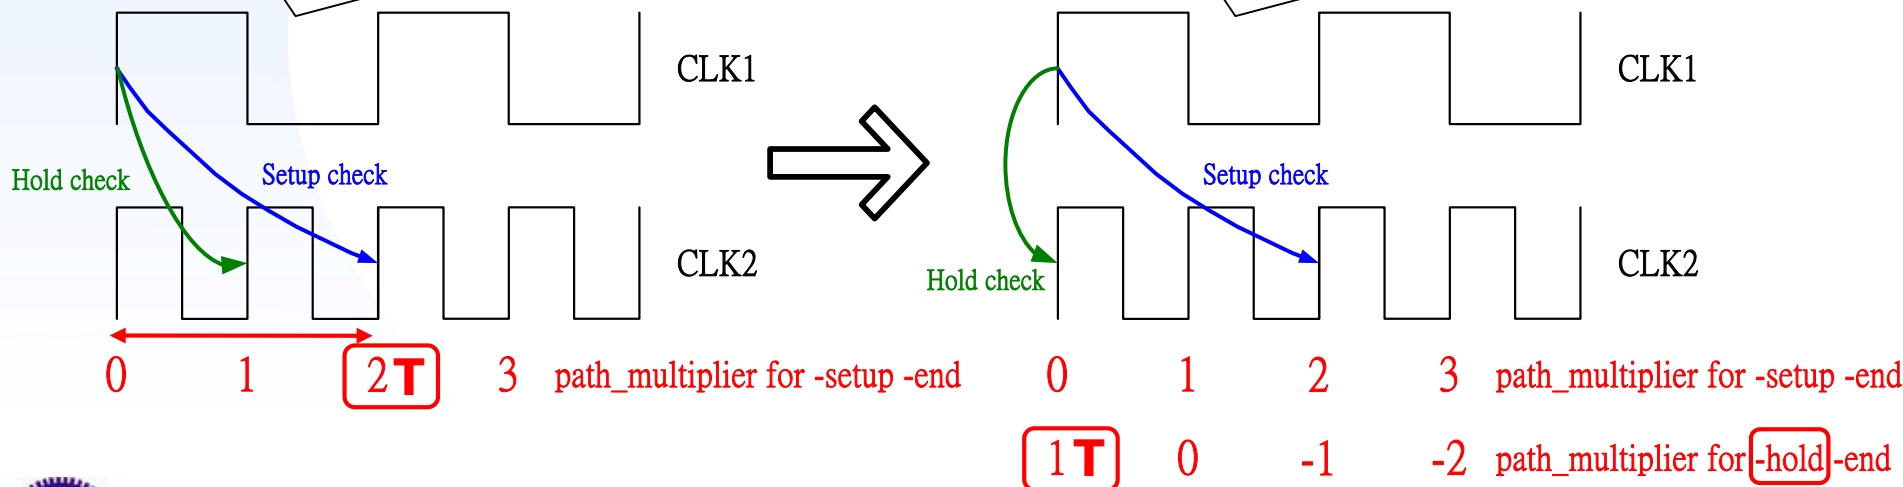 CLK1
Hold check
Setup check
CLK2
0 1 2T 3 path_multiplier for -setup -end
CLK1
Setup check
Hold check
CLK2
0 1 2 3 path_multiplier for -setup -end
1T 0 -1 -2 path_multiplier for -hold -end